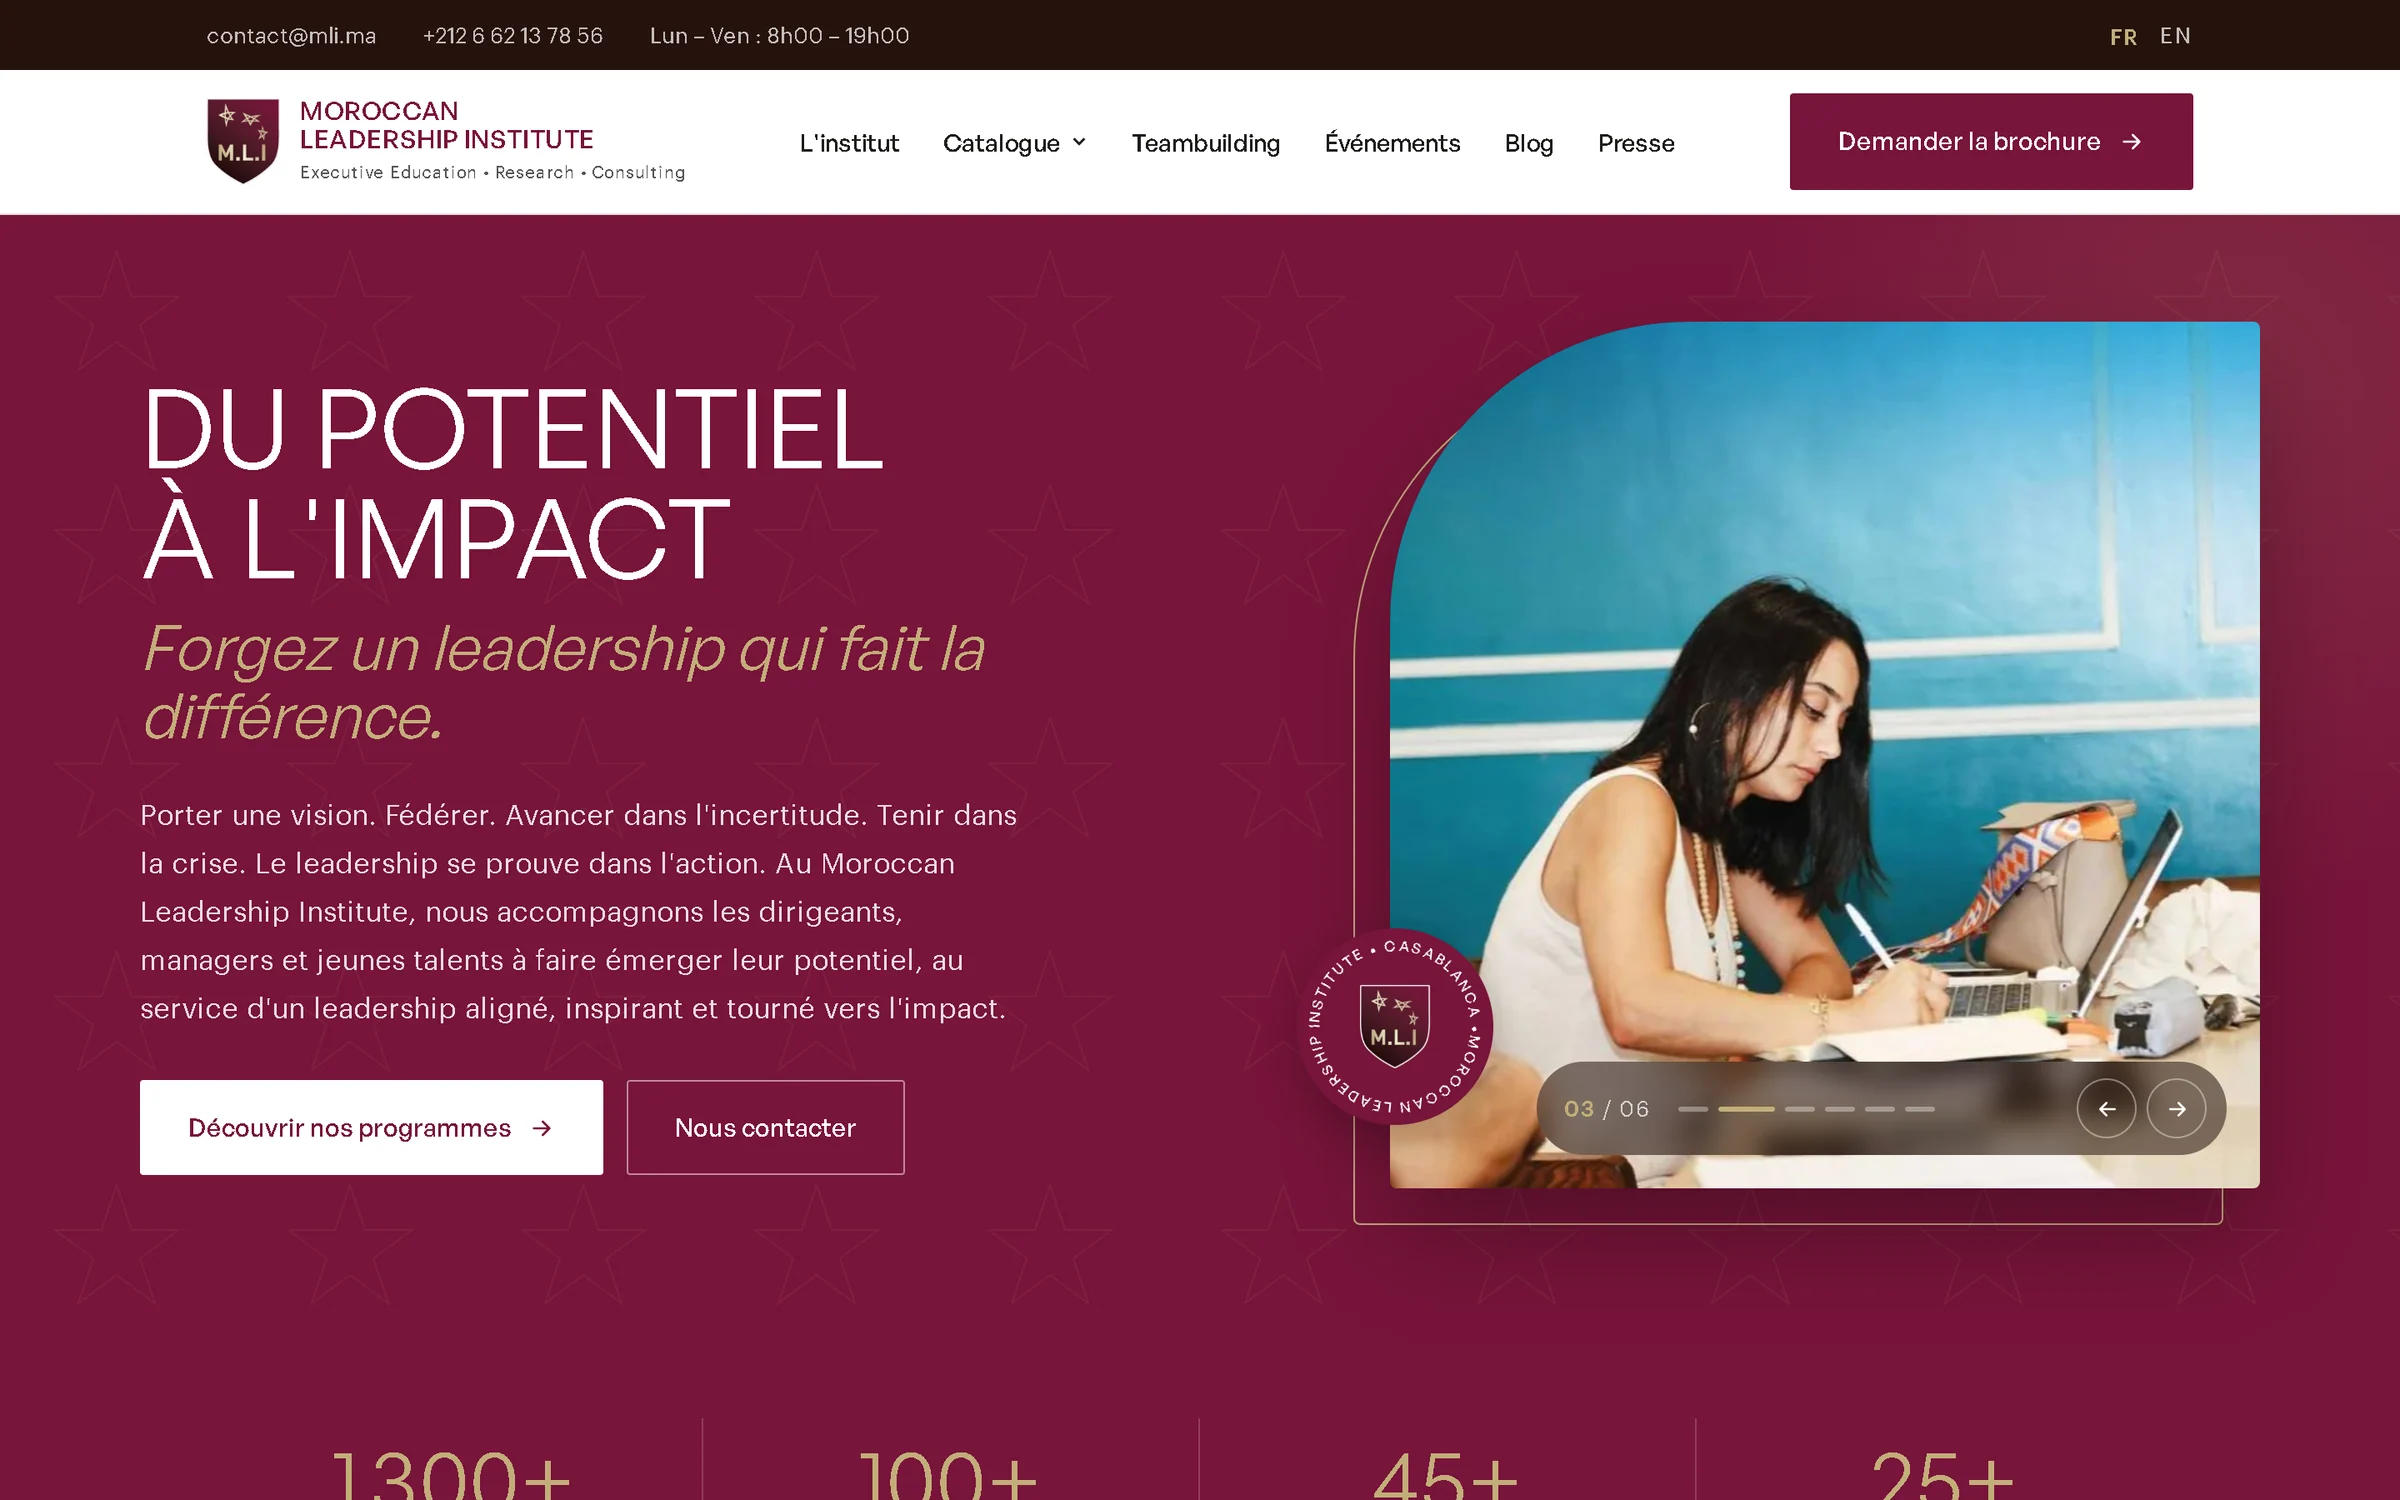 contact@mli.ma
+212 6 62 13 78 56
Lun – Ven : 8h00 – 19h00
FR EN
M.L.I
MOROCCAN
LEADERSHIP INSTITUTE
Executive Education • Research • Consulting
L'institut
Catalogue
Teambuilding
Événements
Blog
Presse
Demander la brochure →
DU POTENTIEL
À L'IMPACT
Forgez un leadership qui fait la
différence.
Porter une vision. Fédérer. Avancer dans l'incertitude. Tenir dans
la crise. Le leadership se prouve dans l'action. Au Moroccan
Leadership Institute, nous accompagnons les dirigeants,
managers et jeunes talents à faire émerger leur potentiel, au
service d'un leadership aligné, inspirant et tourné vers l'impact.
Découvrir nos programmes →
Nous contacter
MOROCCAN LEADERSHIP INSTITUTE • CASABLANCA •
M.L.I
03 / 06
← →
1300+
100+
45+
25+